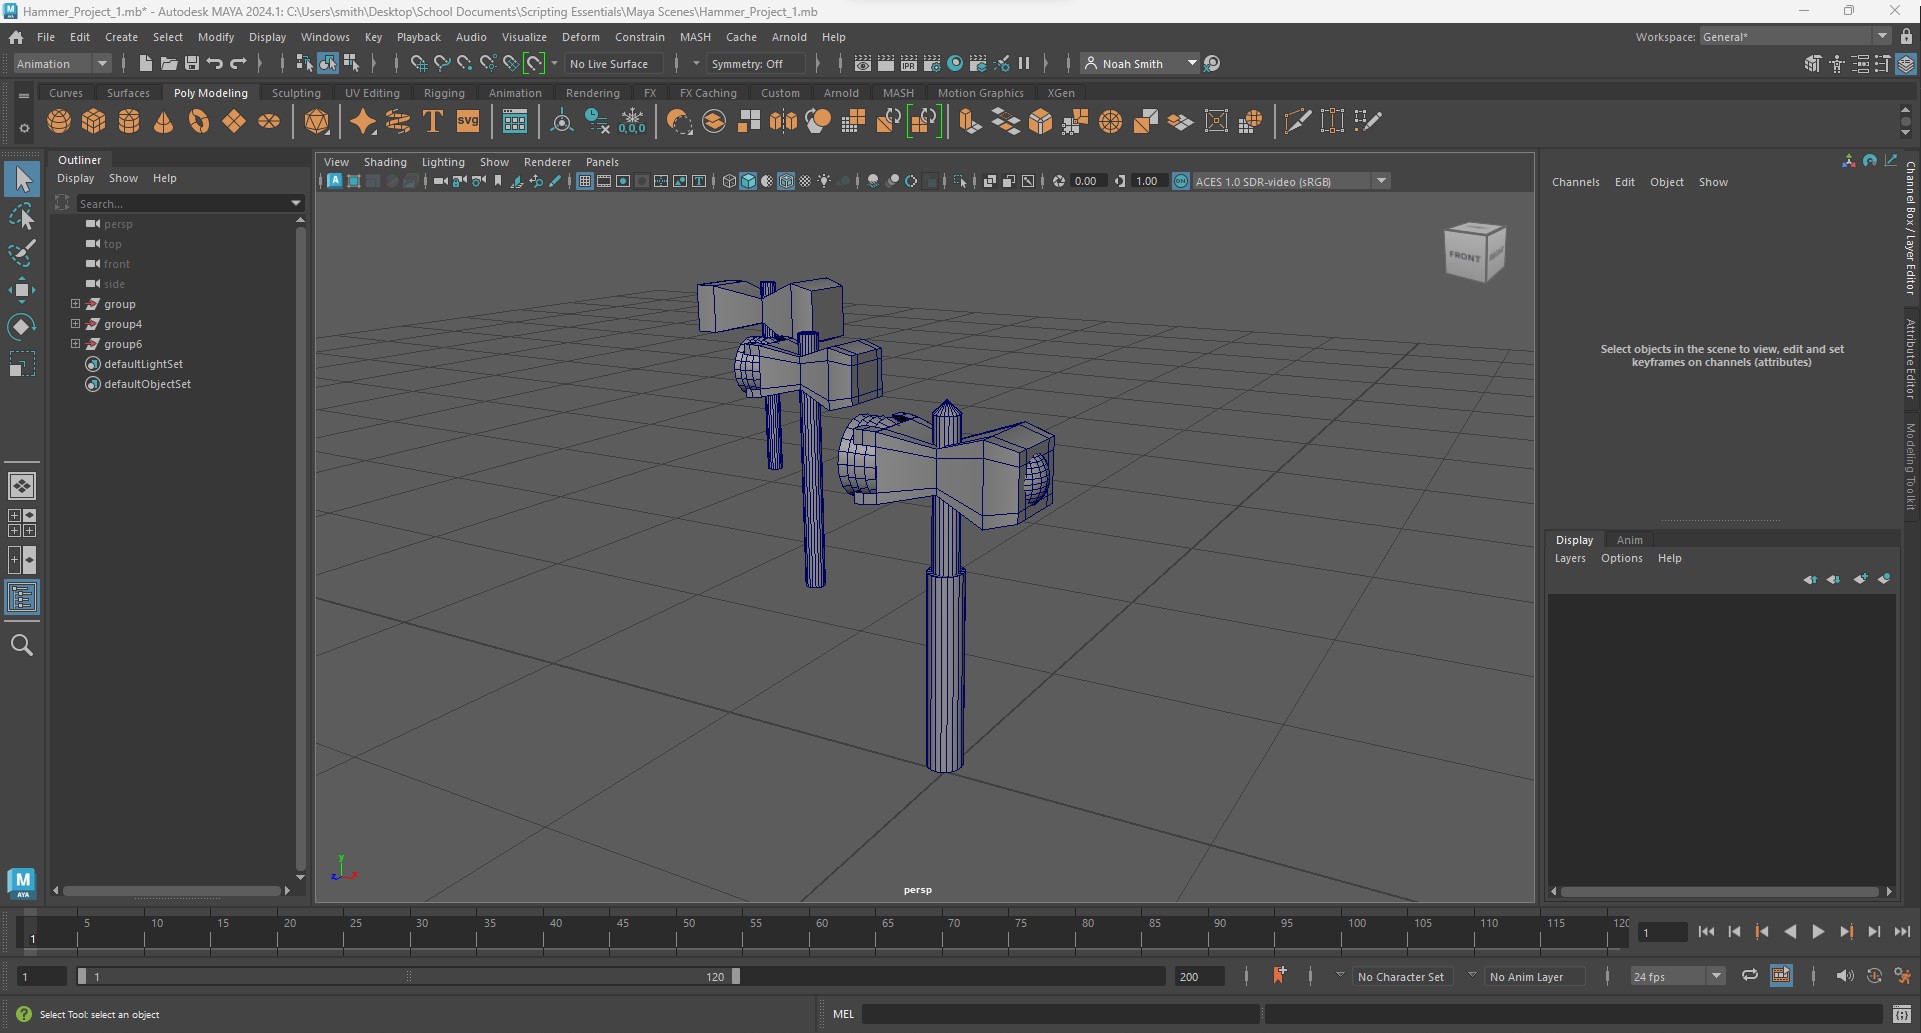 Hammer_Project_1.mb* - Autodesk MAYA 2024.1: C:\Users\smith\Desktop\School Documents\Scripting Essentials\Maya Scenes\Hammer_Project_1.mb
File Edit Create Select Modify Display Windows Key Playback Audio Visualize Deform Constrain MASH Cache Arnold Help
Workspace: General*
Animation No Live Surface Symmetry: Off IPR Noah Smith
Curves Surfaces Poly Modeling Sculpting UV Editing Rigging Animation Rendering FX FX Caching Custom Arnold MASH Motion Graphics XGen
T svg 0,0,0
Outliner
Display Show Help
Search...
persp
top
front
side
group
group4
group6
defaultLightSet
defaultObjectSet
M
AYA
View Shading Lighting Show Renderer Panels
0.00 1.00 ON ACES 1.0 SDR-video (sRGB)
FRONT
y
z x
persp
Channels Edit Object Show
Select objects in the scene to view, edit and set
keyframes on channels (attributes)
Channel Box / Layer Editor
Attribute Editor
Modeling Toolkit
Display Anim
Layers Options Help
5 10 15 20 25 30 35 40 45 50 55 60 65 70 75 80 85 90 95 100 105 110 115 120
1 1
1 1 120 200 No Character Set No Anim Layer 24 fps
Select Tool: select an object MEL